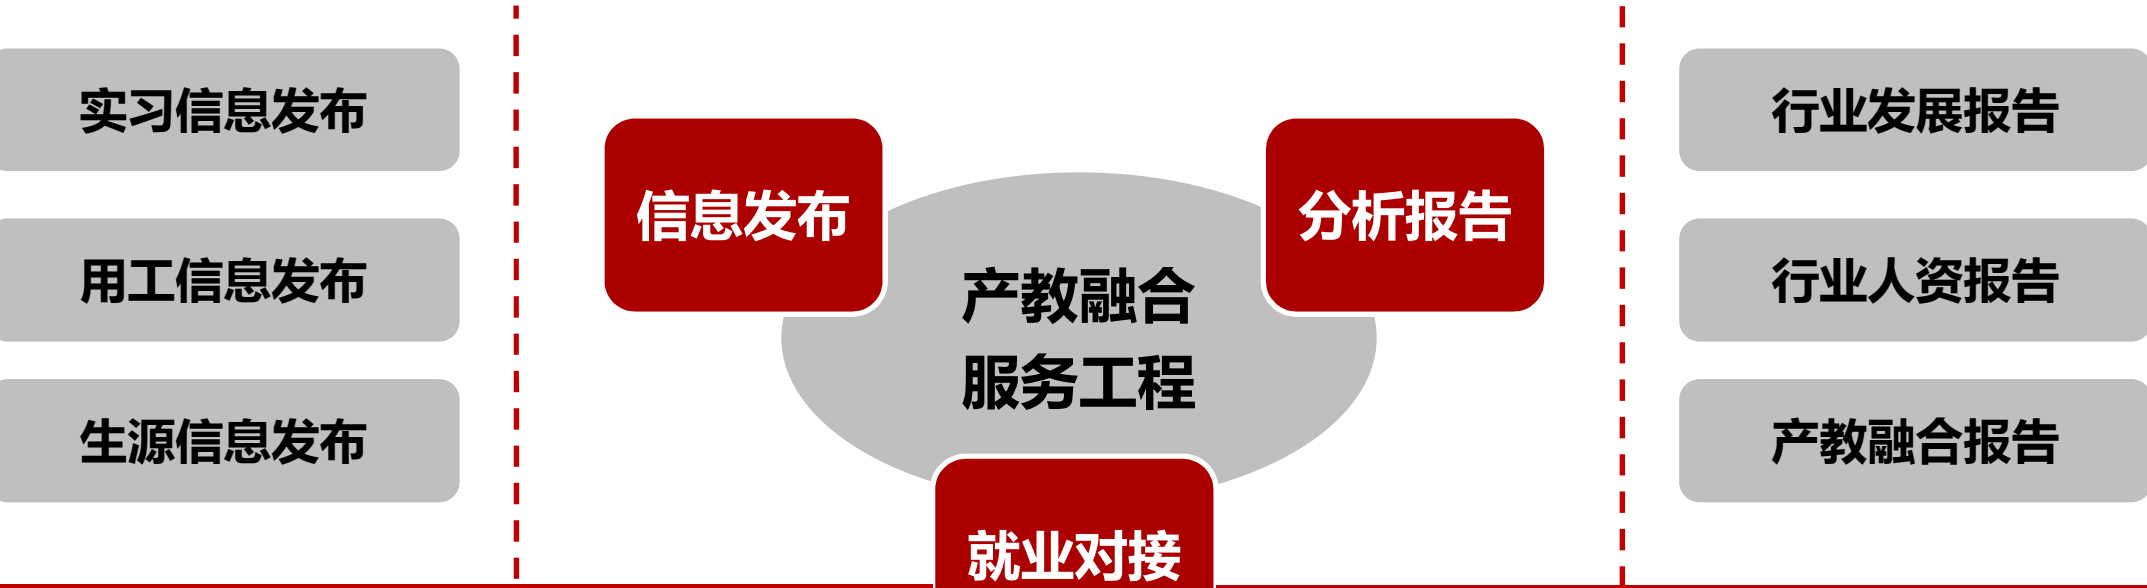 实习信息发布
用工信息发布
生源信息发布
信息发布
分析报告
产教融合
服务工程
就业对接
行业发展报告
行业人资报告
产教融合报告